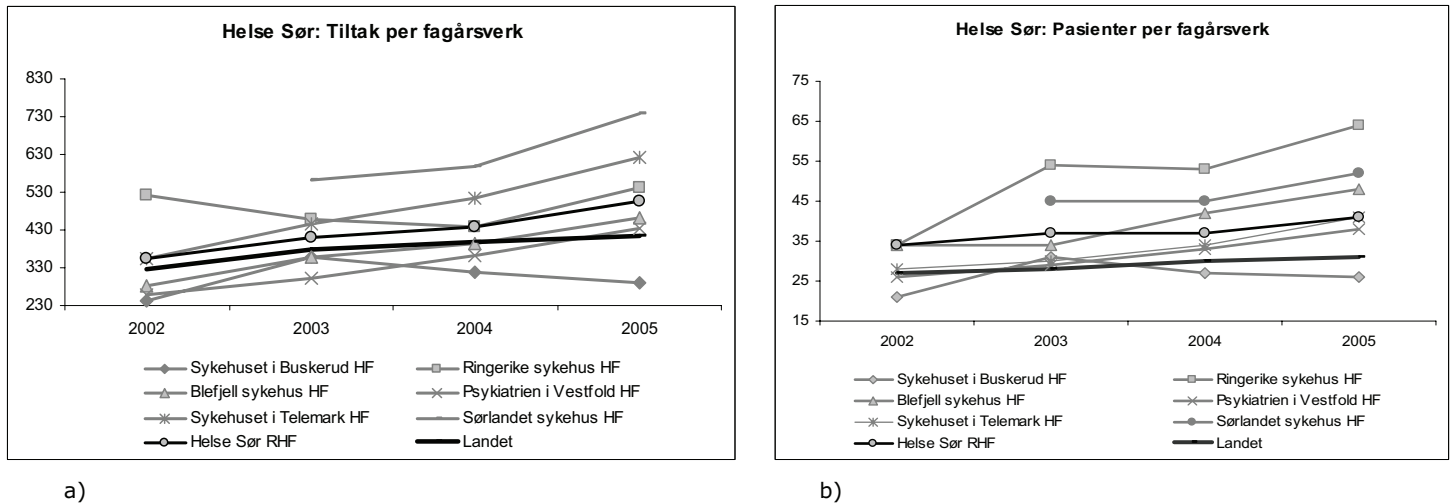 Helse Sør: Tiltak per fagårsverk
830
730
630
530
430
330
230
2002 2003 2004 2005
Sykehuset i Buskerud HF Ringerike sykehus HF
Blefjell sykehus HF Psykiatrien i Vestfold HF
Sykehuset i Telemark HF Sørlandet sykehus HF
Helse Sør RHF Landet
a)
Helse Sør: Pasienter per fagårsverk
75
65
55
45
35
25
15
2002 2003 2004 2005
Sykehuset i Buskerud HF Ringerike sykehus HF
Blefjell sykehus HF Psykiatrien i Vestfold HF
Sykehuset i Telemark HF Sørlandet sykehus HF
Helse Sør RHF Landet
b)